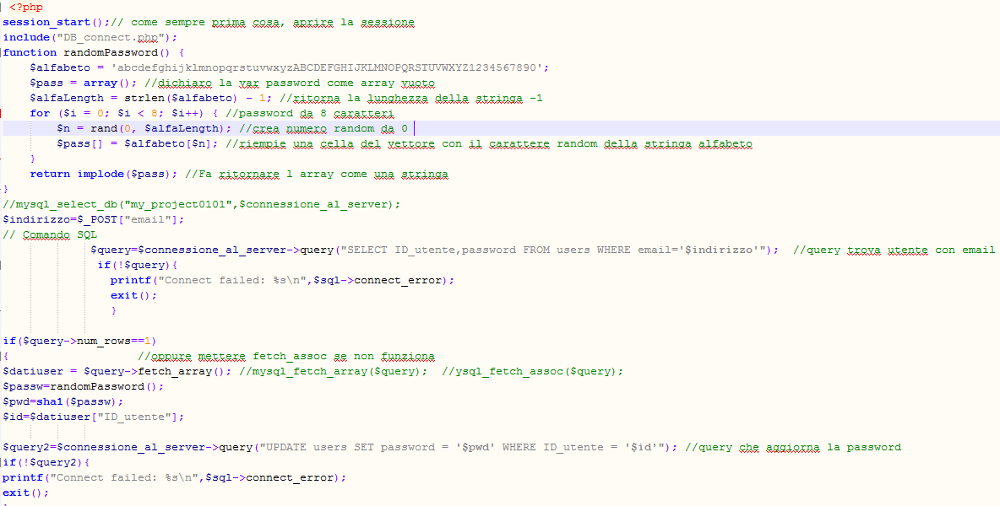 <?php
session_start();// come sempre prima cosa, aprire la sessione
include("DB_connect.php");
function randomPassword() {
$alfabeto = 'abcdefghijklmnopqrstuvwxyzABCDEFGHIJKLMNOPQRSTUVWXYZ1234567890';
$pass = array(); //dichiaro la var password come array vuoto
$alfaLength = strlen($alfabeto) - 1; //ritorna la lunghezza della stringa -1
for ($i = 0; $i < 8; $i++) { //password da 8 caratteri
$n = rand(0, $alfaLength); //crea numero random da 0
$pass[] = $alfabeto[$n]; //riempie una cella del vettore con il carattere random della stringa alfabeto
}
return implode($pass); //Fa ritornare l array come una stringa
}
//mysql_select_db("my_project0101",$connessione_al_server);
$indirizzo=$_POST["email"];
// Comando SQL
$query=$connessione_al_server->query("SELECT ID_utente,password FROM users WHERE email='$indirizzo'"); //query trova utente con email
if(!$query){
printf("Connect failed: %s\n",$sql->connect_error);
exit();
}
if($query->num_rows==1)
{ //oppure mettere fetch_assoc se non funziona
$datiuser = $query->fetch_array(); //mysql_fetch_array($query); //ysql_fetch_assoc($query);
$passw=randomPassword();
$pwd=sha1($passw);
$id=$datiuser["ID_utente"];
$query2=$connessione_al_server->query("UPDATE users SET password = '$pwd' WHERE ID_utente = '$id'"); //query che aggiorna la password
if(!$query2){
printf("Connect failed: %s\n",$sql->connect_error);
exit();